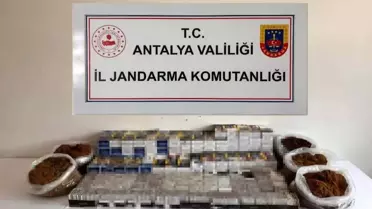 T.C.
ANTALYA VALİLİĞİ
İL JANDARMA KOMUTANLIĞI